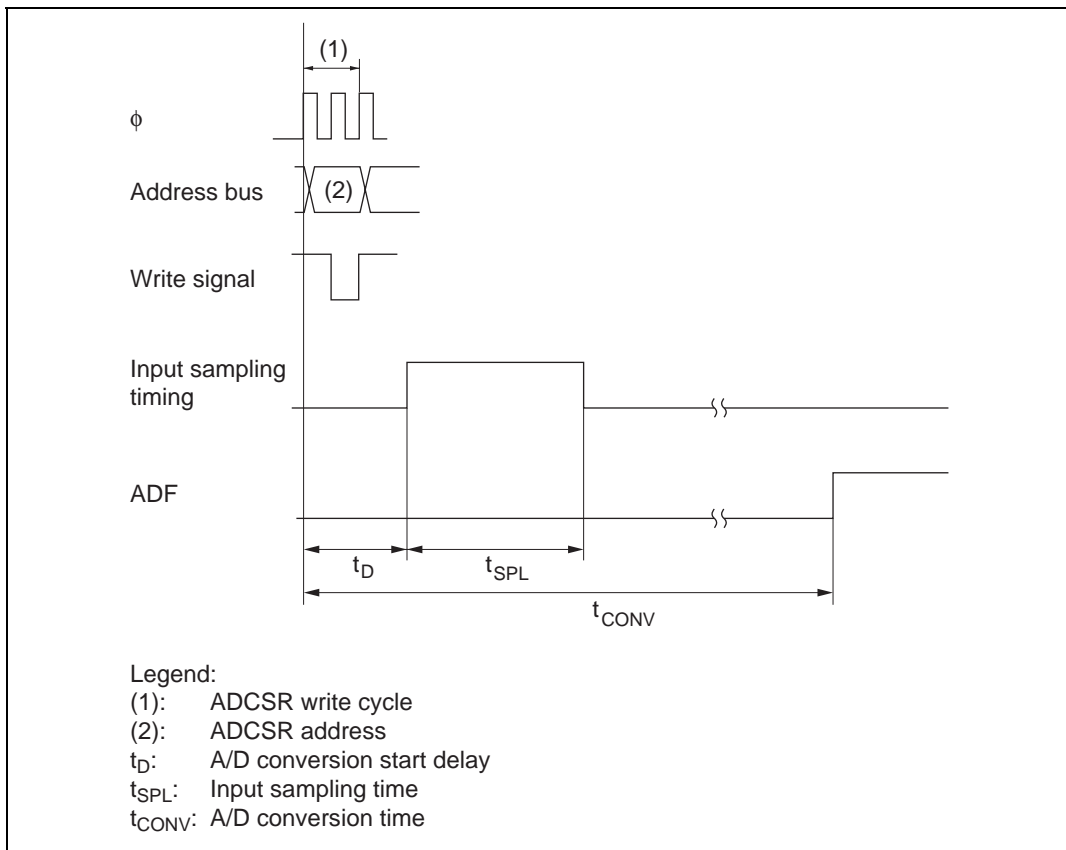 (1)
ϕ
Address bus
(2)
Write signal
Input sampling
timing
ADF
tD
tSPL
tCONV
Legend:
(1): ADCSR write cycle
(2): ADCSR address
tD: A/D conversion start delay
tSPL: Input sampling time
tCONV: A/D conversion time